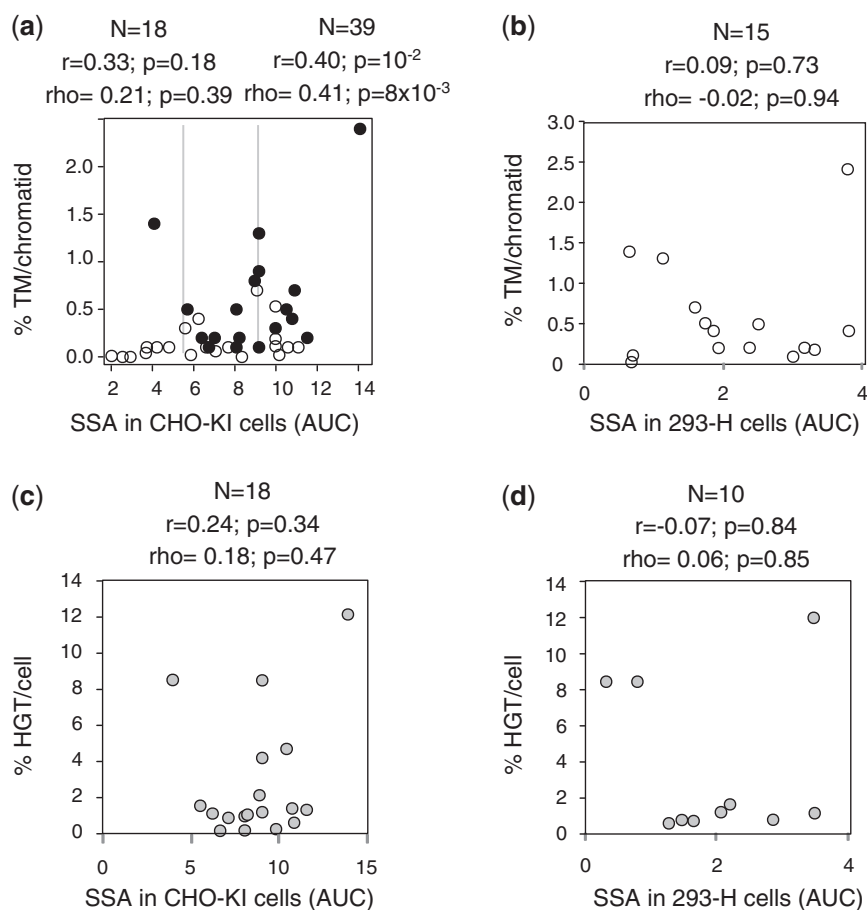 (a)
N=18
r=0.33; p=0.18
rho= 0.21; p=0.39
N=39
r=0.40; p=10-2
rho= 0.41; p=8x10-3
% TM/chromatid
2.0
1.5
1.0
0.5
0.0
2 4 6 8 10 12 14
SSA in CHO-KI cells (AUC)
(b)
N=15
r=0.09; p=0.73
rho= -0.02; p=0.94
% TM/chromatid
3.0
2.5
2.0
1.5
1.0
0.5
0.0
0 2 4
SSA in 293-H cells (AUC)
(c)
N=18
r=0.24; p=0.34
rho= 0.18; p=0.47
% HGT/cell
14
12
10
8
6
4
2
0
0 5 10 15
SSA in CHO-KI cells (AUC)
(d)
N=10
r=-0.07; p=0.84
rho= 0.06; p=0.85
% HGT/cell
14
12
10
8
6
4
2
0
0 2 4
SSA in 293-H cells (AUC)